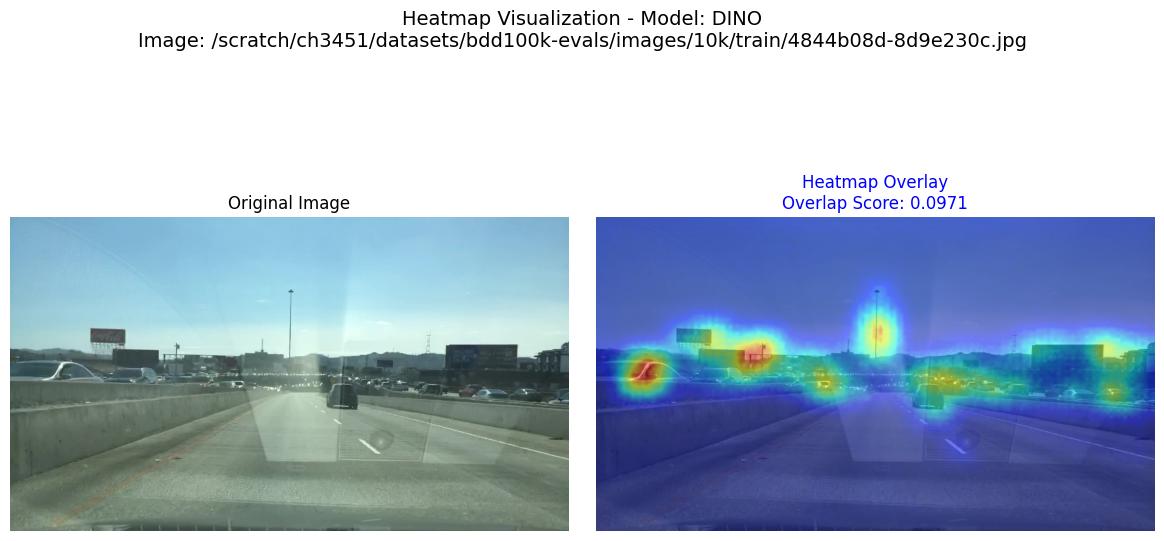 Heatmap Visualization - Model: DINO
Image: /scratch/ch3451/datasets/bdd100k-evals/images/10k/train/4844b08d-8d9e230c.jpg
Original Image
Heatmap Overlay
Overlap Score: 0.0971